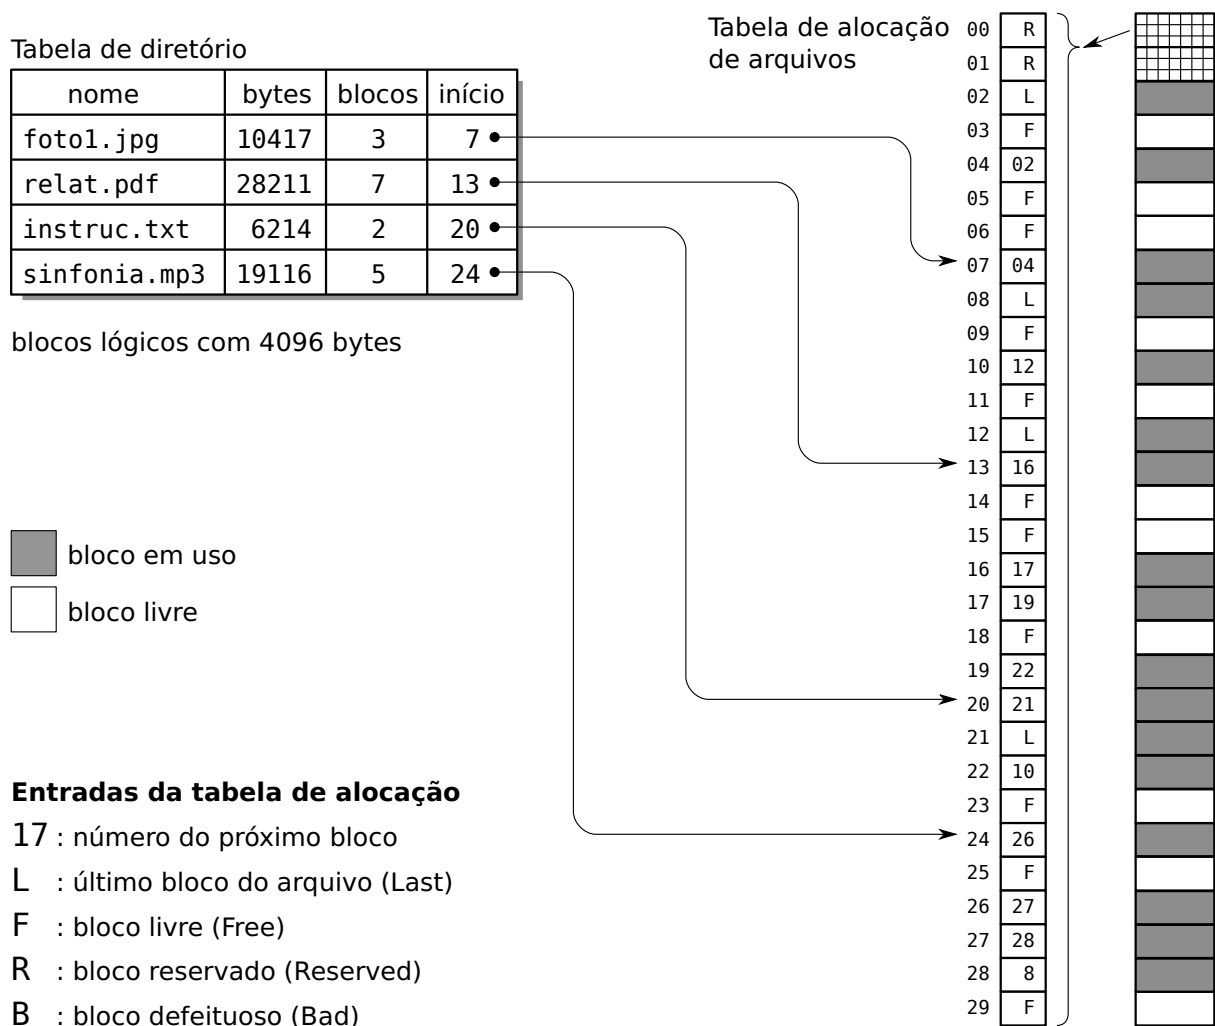 Tabela de diretório
nome bytes blocos início
foto1.jpg 10417 3 7
relat.pdf 28211 7 13
instruc.txt 6214 2 20
sinfonia.mp3 19116 5 24
blocos lógicos com 4096 bytes
bloco em uso
bloco livre
Entradas da tabela de alocação
17 : número do próximo bloco
L : último bloco do arquivo (Last)
F : bloco livre (Free)
R : bloco reservado (Reserved)
B : bloco defeituoso (Bad)
Tabela de alocação
de arquivos
00 R
01 R
02 L
03 F
04 02
05 F
06 F
07 04
08 L
09 F
10 12
11 F
12 L
13 16
14 F
15 F
16 17
17 19
18 F
19 22
20 21
21 L
22 10
23 F
24 26
25 F
26 27
27 28
28 8
29 F